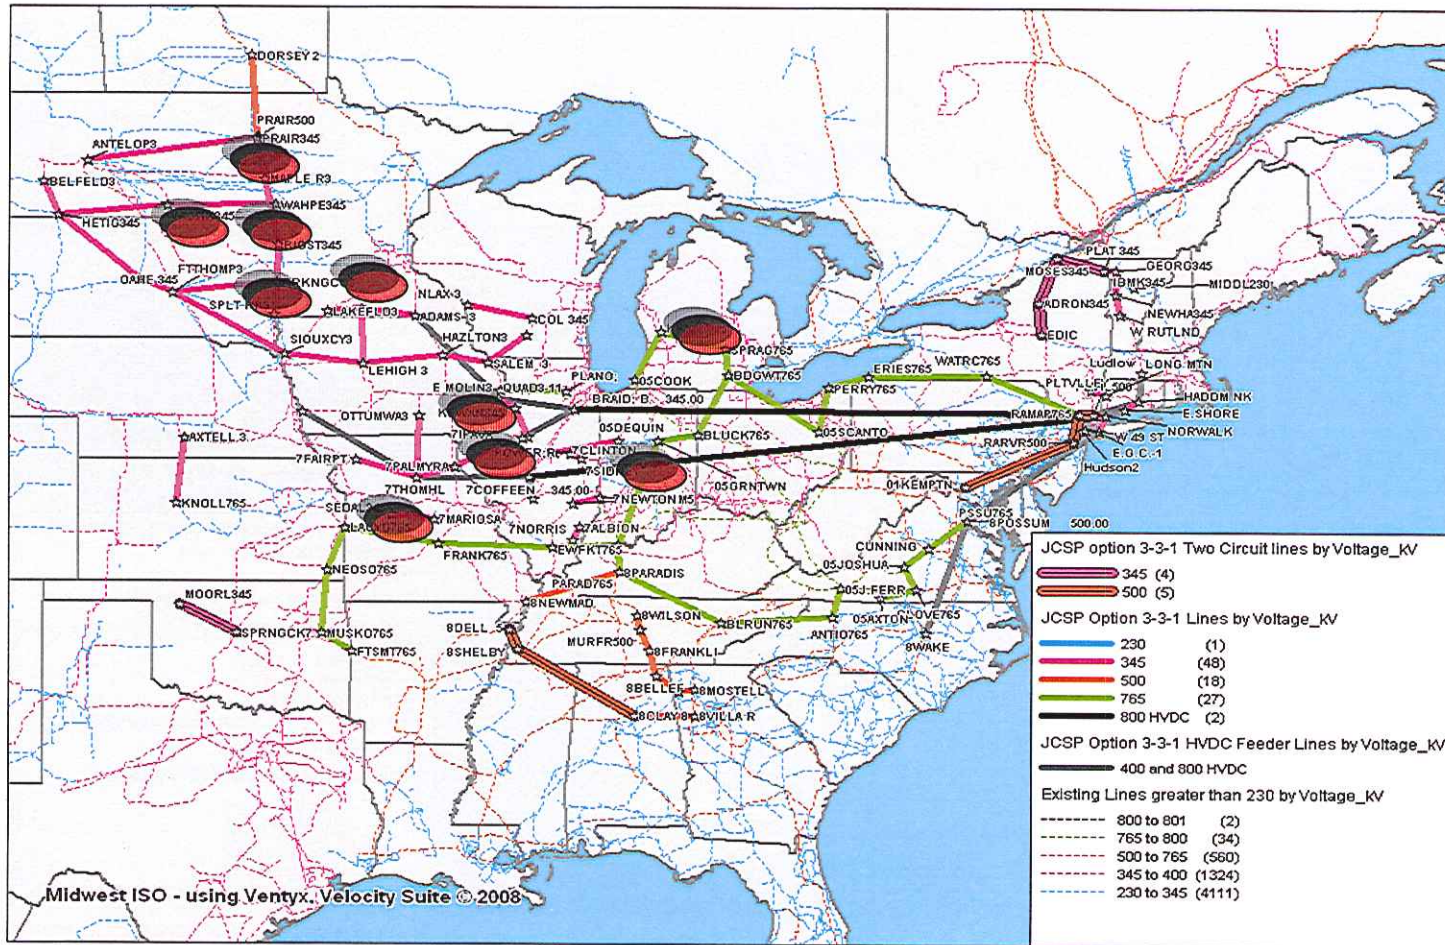 DORSEY 2
PRAIR500
PRAIR345
ANTELOP3
MAPLE R3
BELFELD3
WAHPE345
HETIG345
BIGST345
FTTHOMP3
OAHE 345
SPLT
NLAX-3
LAKEFLD3
ADAMS-3
COL 345
HAZLTON3
SIOUXCY3
LEHIGH 3
SALEM 3
E MOLIN3
QUAD3-11
PLANO;
BRAID; B
345.00
OTTUMWA3
AXTELL 3
7FAIRPT
7PALMYRA
7THOMHL
7COFFEEN
KNOLL765
7MARIOSA
7NORRIS
FRANK765
NEOSO765
MOORL345
SPRNGCK7
MUSKO765
FTSMT765
SPRAG765
05COOK
BDGWT765
05DEQUIN
BLUCK765
7CLINTON
345.00
05GRNTWN
7NEWTON
M5
7ALBION
EWFKT765
PARAD765
8PARADIS
8NEWMAD
8DELL
8SHELBY
8WILSON
MURFR500
8FRANKLI
8BELLEF
8MOSTELL
8CLAY 8
8VILLA R
BLRUN765
ANTIO765
PERRY765
ERIES765
WATRC765
05SCANTO
PLAT 345
MOSES345
GEORG345
IBMK345
MIDDL230
ADRON345
NEWHA345
W RUTLND
EDIC
Ludlow
LONG MTN
HADDM NK
RAMAP765
E.SHORE
NORWALK
RARVR500
W 49 ST
E.G.C.-1
Hudson2
01KEMPTN
PSSU765
8POSSUM
500.00
CUNNING
05JOSHUA
05J.FERR
05AXTON
8WAKE
JCSP option 3-3-1 Two Circuit lines by Voltage_kV
345 (4)
500 (5)
JCSP Option 3-3-1 Lines by Voltage_kV
230 (1)
345 (48)
500 (18)
765 (27)
800 HVDC (2)
JCSP Option 3-3-1 HVDC Feeder Lines by Voltage_kV
400 and 800 HVDC
Existing Lines greater than 230 by Voltage_kV
800 to 801 (2)
765 to 800 (34)
500 to 765 (560)
345 to 400 (1324)
230 to 345 (4111)
Midwest ISO - using Ventyx, Velocity Suite © 2008